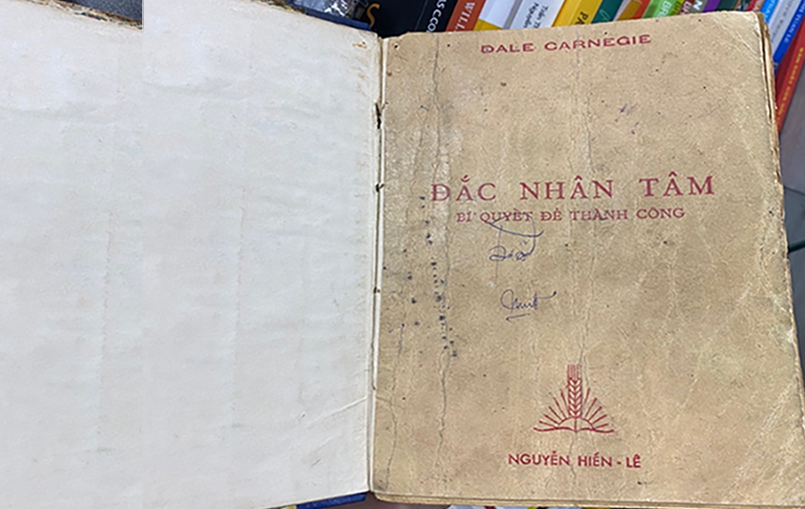 DALE CARNEGIE
ĐẮC NHÂN TÂM
BÍ QUYẾT ĐỂ THÀNH CÔNG
NGUYỄN HIẾN - LÊ